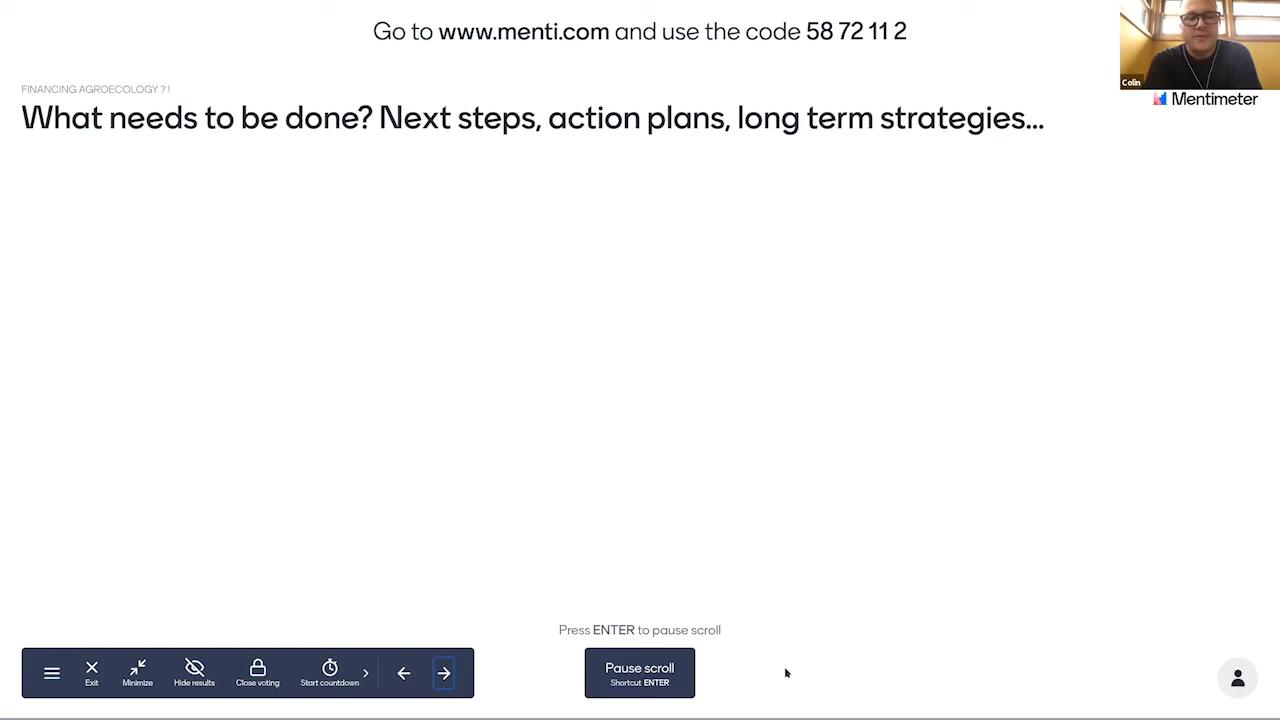 Go to www.menti.com and use the code 58 72 11 2
Colin
Mentimeter
FINANCING AGROECOLOGY ? !
What needs to be done? Next steps, action plans, long term strategies...
Press ENTER to pause scroll
Exit
Minimize
Hide results
Close voting
Start countdown
Pause scroll
Shortcut ENTER